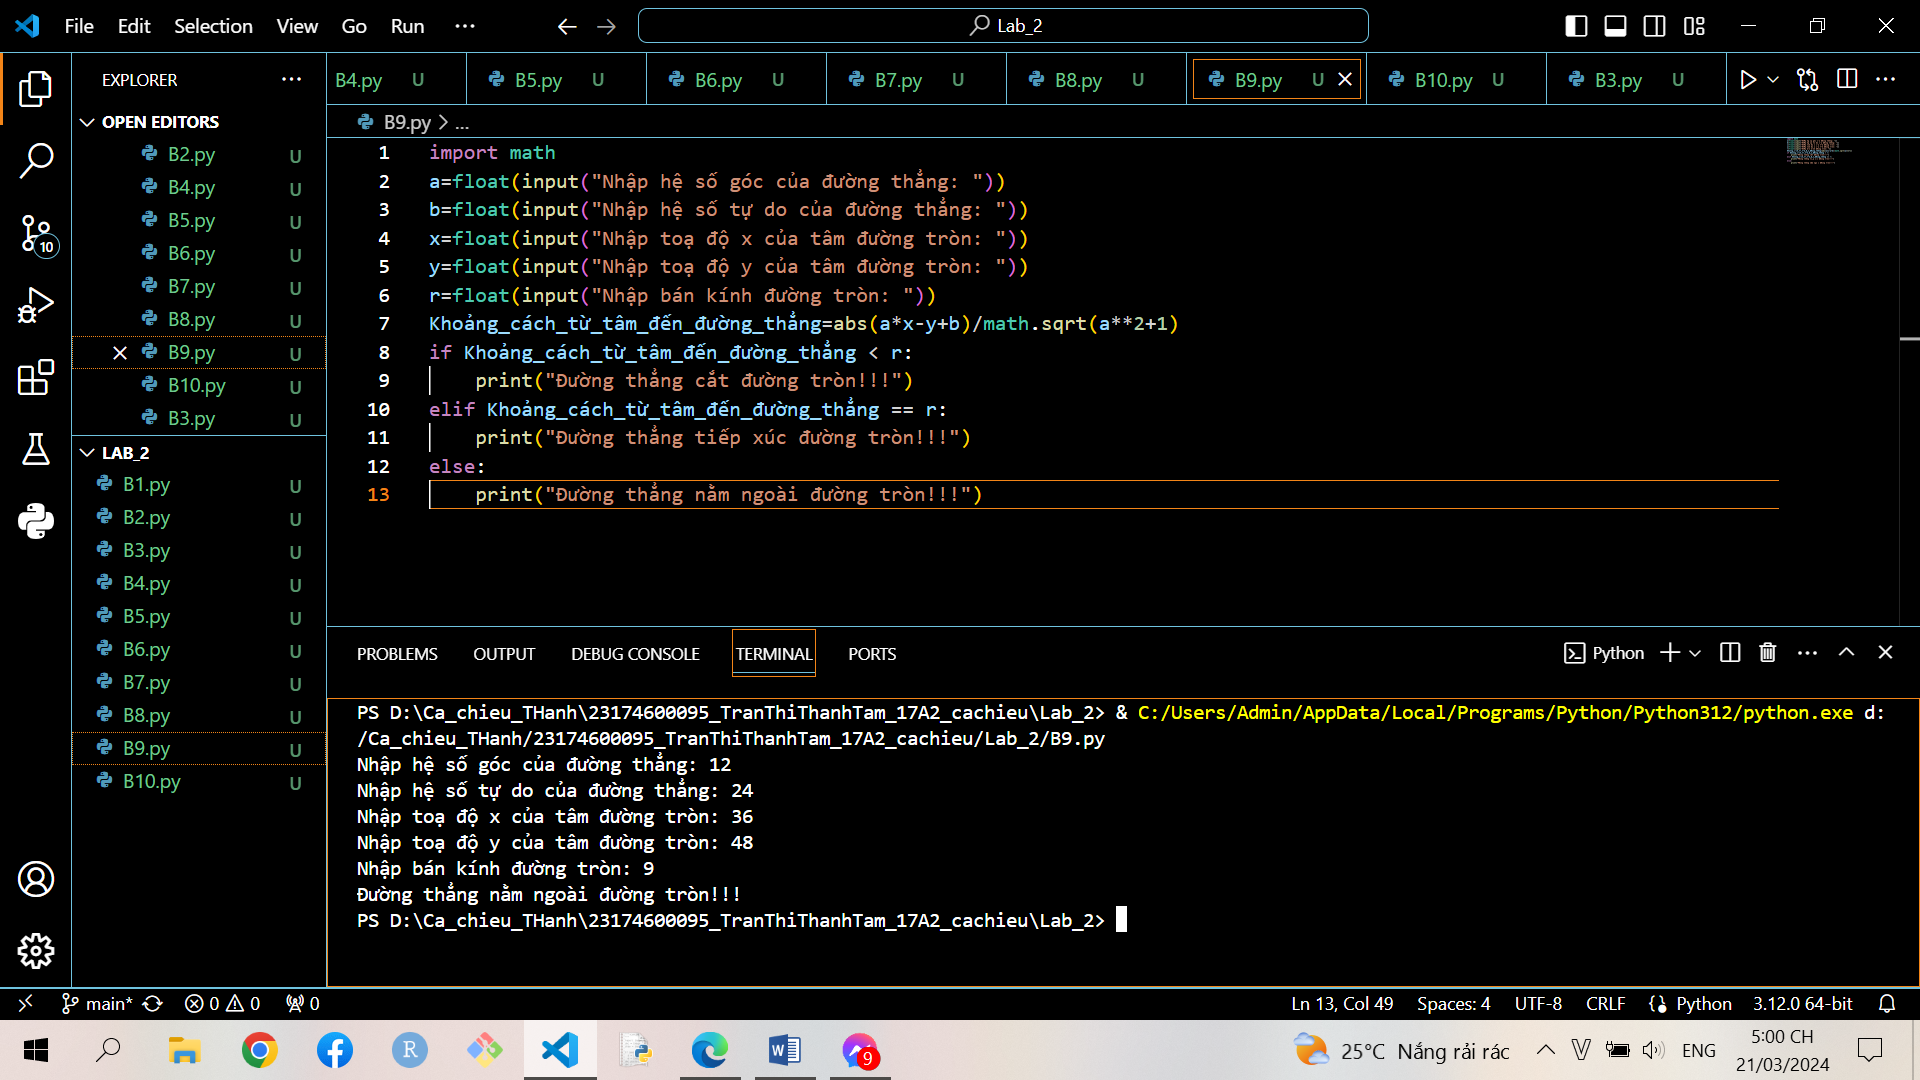 File Edit Selection View Go Run ··· Lab_2
EXPLORER
OPEN EDITORS
B2.py U
B4.py U
B5.py U
B6.py U
B7.py U
B8.py U
B9.py U
B10.py U
B3.py U
LAB_2
B1.py U
B2.py U
B3.py U
B4.py U
B5.py U
B6.py U
B7.py U
B8.py U
B9.py U
B10.py U
10
B4.py U B5.py U B6.py U B7.py U B8.py U B9.py U B10.py U B3.py U
B9.py > ...
1 import math
2 a=float(input("Nhập hệ số góc của đường thẳng: "))
3 b=float(input("Nhập hệ số tự do của đường thẳng: "))
4 x=float(input("Nhập toạ độ x của tâm đường tròn: "))
5 y=float(input("Nhập toạ độ y của tâm đường tròn: "))
6 r=float(input("Nhập bán kính đường tròn: "))
7 Khoảng_cách_từ_tâm_đến_đường_thẳng=abs(a*x-y+b)/math.sqrt(a**2+1)
8 if Khoảng_cách_từ_tâm_đến_đường_thẳng < r:
9 print("Đường thẳng cắt đường tròn!!!")
10 elif Khoảng_cách_từ_tâm_đến_đường_thẳng == r:
11 print("Đường thẳng tiếp xúc đường tròn!!!")
12 else:
13 print("Đường thẳng nằm ngoài đường tròn!!!")
PROBLEMS OUTPUT DEBUG CONSOLE TERMINAL PORTS Python
PS D:\Ca_chieu_THanh\23174600095_TranThiThanhTam_17A2_cachieu\Lab_2> & C:/Users/Admin/AppData/Local/Programs/Python/Python312/python.exe d:
/Ca_chieu_THanh/23174600095_TranThiThanhTam_17A2_cachieu/Lab_2/B9.py
Nhập hệ số góc của đường thẳng: 12
Nhập hệ số tự do của đường thẳng: 24
Nhập toạ độ x của tâm đường tròn: 36
Nhập toạ độ y của tâm đường tròn: 48
Nhập bán kính đường tròn: 9
Đường thẳng nằm ngoài đường tròn!!!
PS D:\Ca_chieu_THanh\23174600095_TranThiThanhTam_17A2_cachieu\Lab_2>
main* 0 0 0 Ln 13, Col 49 Spaces: 4 UTF-8 CRLF Python 3.12.0 64-bit
R 9 25°C Nắng rải rác V ENG 5:00 CH
21/03/2024